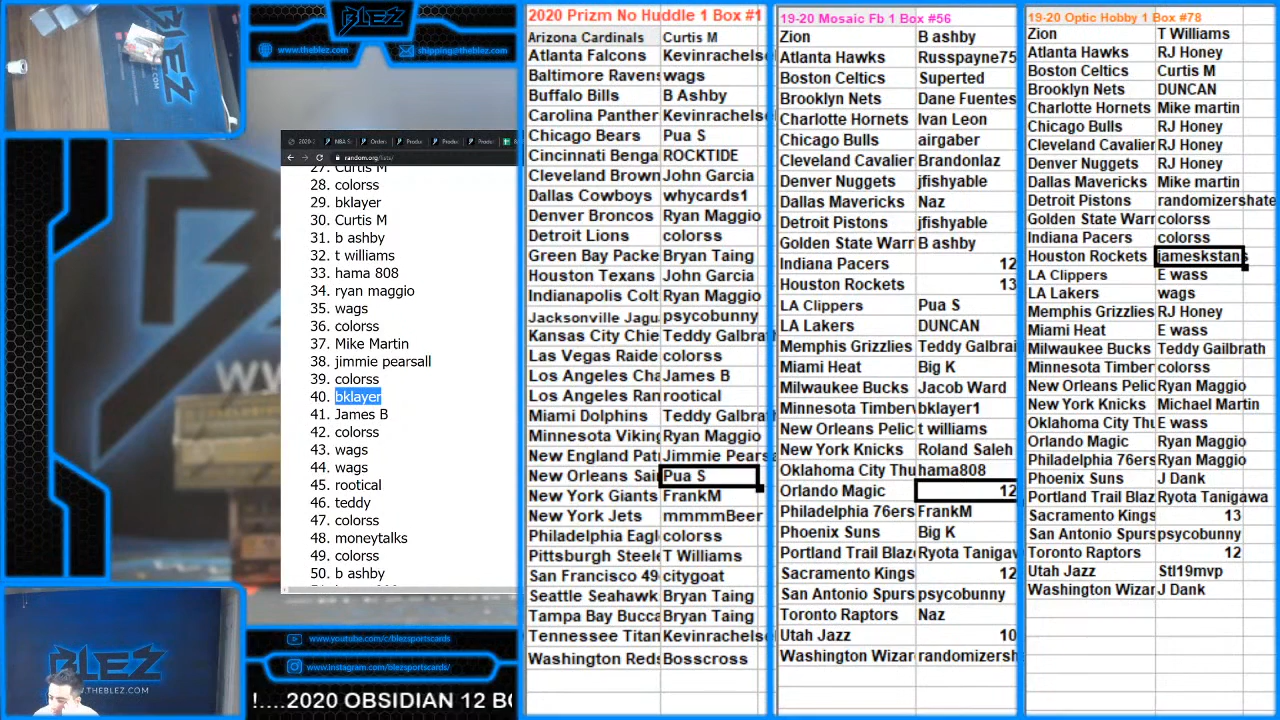 BLEZ
www.theblez.com
shipping@theblez.com
random.org/lists/
27. Curtis M
28. colorss
29. bklayer
30. Curtis M
31. b ashby
32. t williams
33. hama 808
34. ryan maggio
35. wags
36. colorss
37. Mike Martin
38. jimmie pearsall
39. colorss
40. bklayer
41. James B
42. colorss
43. wags
44. wags
45. rootical
46. teddy
47. colorss
48. moneytalks
49. colorss
50. b ashby
www.youtube.com/c/blezsportscards
www.Instagram.com/blezsportscards/
!....2020 OBSIDIAN 12 BO
BLEZ
.THEBLEZ.COM
2020 Prizm No Huddle 1 Box #1
Arizona Cardinals Curtis M
Atlanta Falcons Kevinrachelse
Baltimore Ravens wags
Buffalo Bills B Ashby
Carolina Panther Kevinrachelse
Chicago Bears Pua S
Cincinnati Benga ROCKTIDE
Cleveland Brown John Garcia
Dallas Cowboys whycards1
Denver Broncos Ryan Maggio
Detroit Lions colorss
Green Bay Packe Bryan Taing
Houston Texans John Garcia
Indianapolis Colt Ryan Maggio
Jacksonville Jagu psycobunny
Kansas City Chie Teddy Galbrat
Las Vegas Raide colorss
Los Angeles Cha James B
Los Angeles Ran rootical
Miami Dolphins Teddy Galbrat
Minnesota Viking Ryan Maggio
New England Pat Jimmie Pearsa
New Orleans Sai Pua S
New York Giants FrankM
New York Jets mmmmBeer
Philadelphia Eagl colorss
Pittsburgh Steele T Williams
San Francisco 49 citygoat
Seattle Seahawk Bryan Taing
Tampa Bay Bucca Bryan Taing
Tennessee Titan Kevinrachelse
Washington Reds Bosscross
19-20 Mosaic Fb 1 Box #56
Zion B ashby
Atlanta Hawks Russpayne75
Boston Celtics Superted
Brooklyn Nets Dane Fuentes
Charlotte Hornets Ivan Leon
Chicago Bulls airgaber
Cleveland Cavalier Brandonlaz
Denver Nuggets jfishyable
Dallas Mavericks Naz
Detroit Pistons jfishyable
Golden State Warr B ashby
Indiana Pacers 12
Houston Rockets 13
LA Clippers Pua S
LA Lakers DUNCAN
Memphis Grizzlies Teddy Galbrai
Miami Heat Big K
Milwaukee Bucks Jacob Ward
Minnesota Timberv bklayer1
New Orleans Pelic t williams
New York Knicks Roland Saleh
Oklahoma City Thu hama808
Orlando Magic 12
Philadelphia 76ers FrankM
Phoenix Suns Big K
Portland Trail Blaz Ryota Tanigaw
Sacramento Kings 12
San Antonio Spurs psycobunny
Toronto Raptors Naz
Utah Jazz 10
Washington Wizar randomizersh
19-20 Optic Hobby 1 Box #78
Zion T Williams
Atlanta Hawks RJ Honey
Boston Celtics Curtis M
Brooklyn Nets DUNCAN
Charlotte Hornets Mike martin
Chicago Bulls RJ Honey
Cleveland Cavalier RJ Honey
Denver Nuggets RJ Honey
Dallas Mavericks Mike martin
Detroit Pistons randomizershate
Golden State Warr colorss
Indiana Pacers colorss
Houston Rockets jameskstans
LA Clippers E wass
LA Lakers wags
Memphis Grizzlies RJ Honey
Miami Heat E wass
Milwaukee Bucks Teddy Gailbrath
Minnesota Timbe colorss
New Orleans Pelic Ryan Maggio
New York Knicks Michael Martin
Oklahoma City Thu E wass
Orlando Magic Ryan Maggio
Philadelphia 76ers Ryan Maggio
Phoenix Suns J Dank
Portland Trail Blaz Ryota Tanigawa
Sacramento Kings 13
San Antonio Spurs psycobunny
Toronto Raptors 12
Utah Jazz Stl19mvp
Washington Wizar J Dank